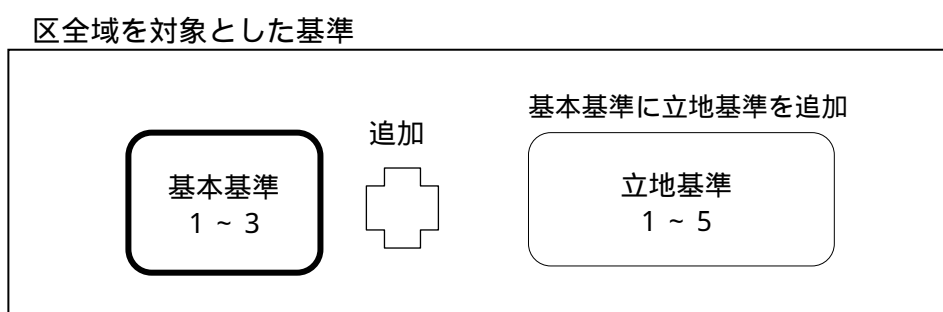 区全域を対象とした基準
基本基準に立地基準を追加
追加
基本基準
1 ~ 3
立地基準
1 ~ 5